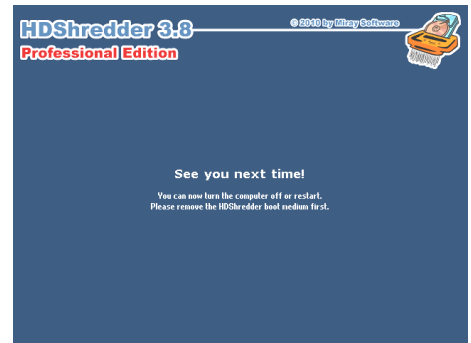 HDShredder 3.8
© 2010 by Miray Software
Professional Edition
See you next time!
You can now turn the computer off or restart.
Please remove the HDShredder boot medium first.